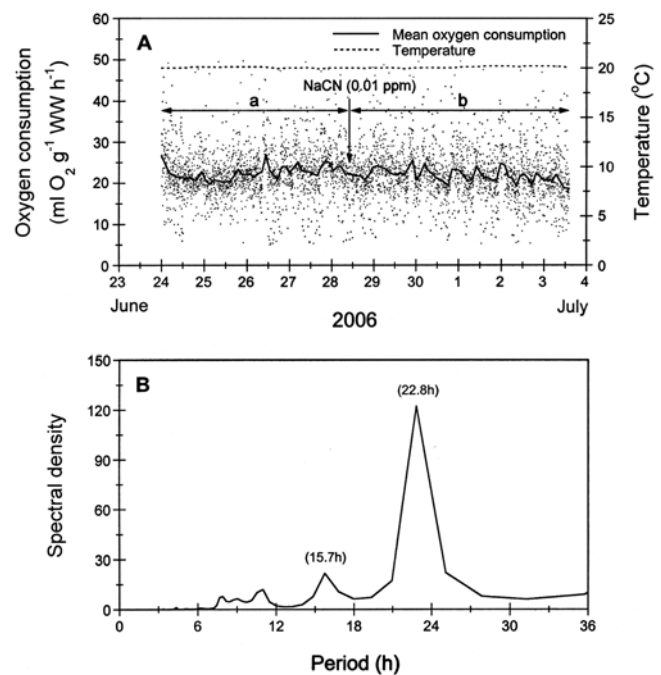 A
Mean oxygen consumption
Temperature
NaCN (0.01 ppm)
a
b
Oxygen consumption
(ml O2 g-1 WW h-1)
60
50
40
30
20
10
0
Temperature (oC)
25
20
15
10
5
0
23 24 25 26 27 28 29 30 1 2 3 4
June
July
2006
B
(22.8h)
(15.7h)
Spectral density
150
120
90
60
30
0
0 6 12 18 24 30 36
Period (h)